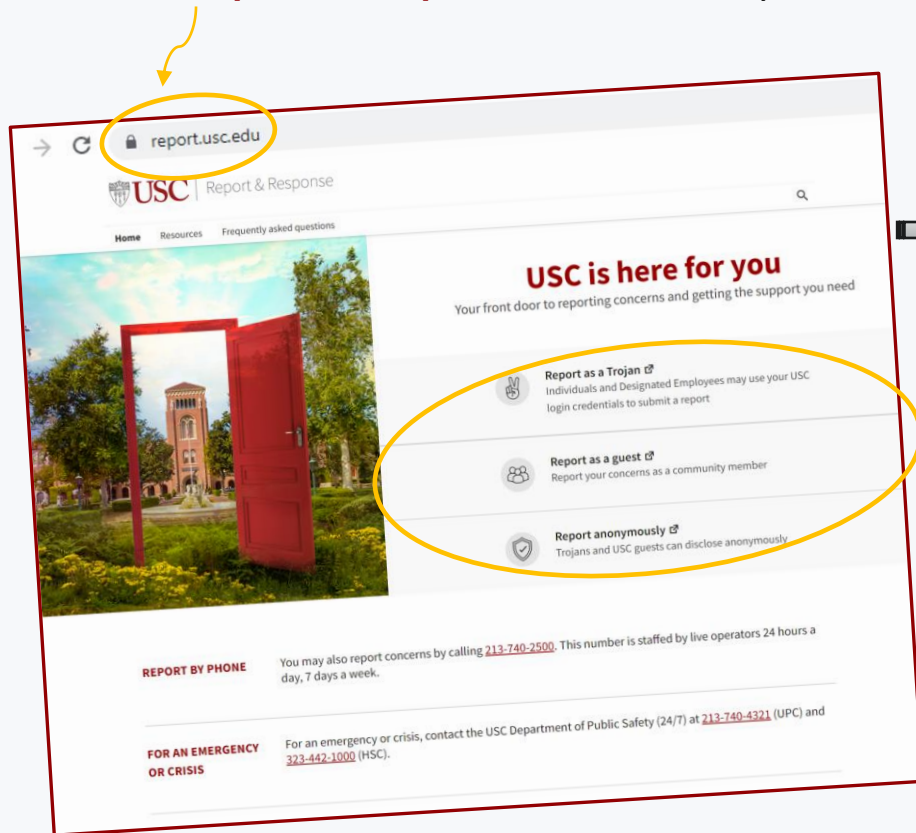 report.usc.edu
USC | Report & Response
Home Resources Frequently asked questions
USC is here for you
Your front door to reporting concerns and getting the support you need
Report as a Trojan
Individuals and Designated Employees may use your USC
login credentials to submit a report
Report as a guest
Report your concerns as a community member
Report anonymously
Trojans and USC guests can disclose anonymously
REPORT BY PHONE
You may also report concerns by calling 213-740-2500. This number is staffed by live operators 24 hours a
day, 7 days a week.
FOR AN EMERGENCY
OR CRISIS
For an emergency or crisis, contact the USC Department of Public Safety (24/7) at 213-740-4321 (UPC) and
323-442-1000 (HSC).